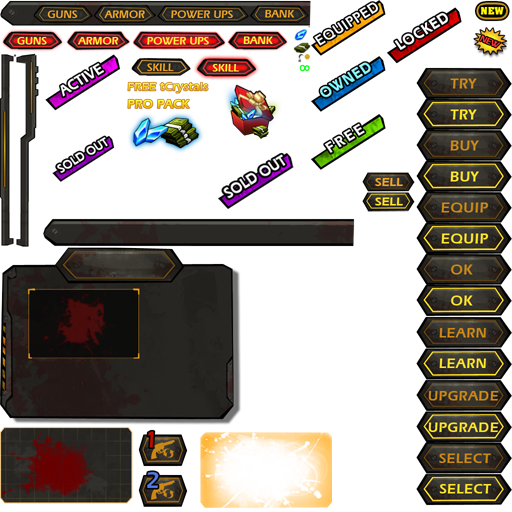 GUNS ARMOR POWER UPS BANK
GUNS ARMOR POWER UPS BANK
EQUIPPED
LOCKED
NEW
NEW
ACTIVE
SKILL SKILL
FREE tCrystals
PRO PACK
OWNED
FREE
SOLD OUT
SOLD OUT
SELL
SELL
TRY
TRY
BUY
BUY
EQUIP
EQUIP
OK
OK
LEARN
LEARN
UPGRADE
UPGRADE
SELECT
SELECT
1
2